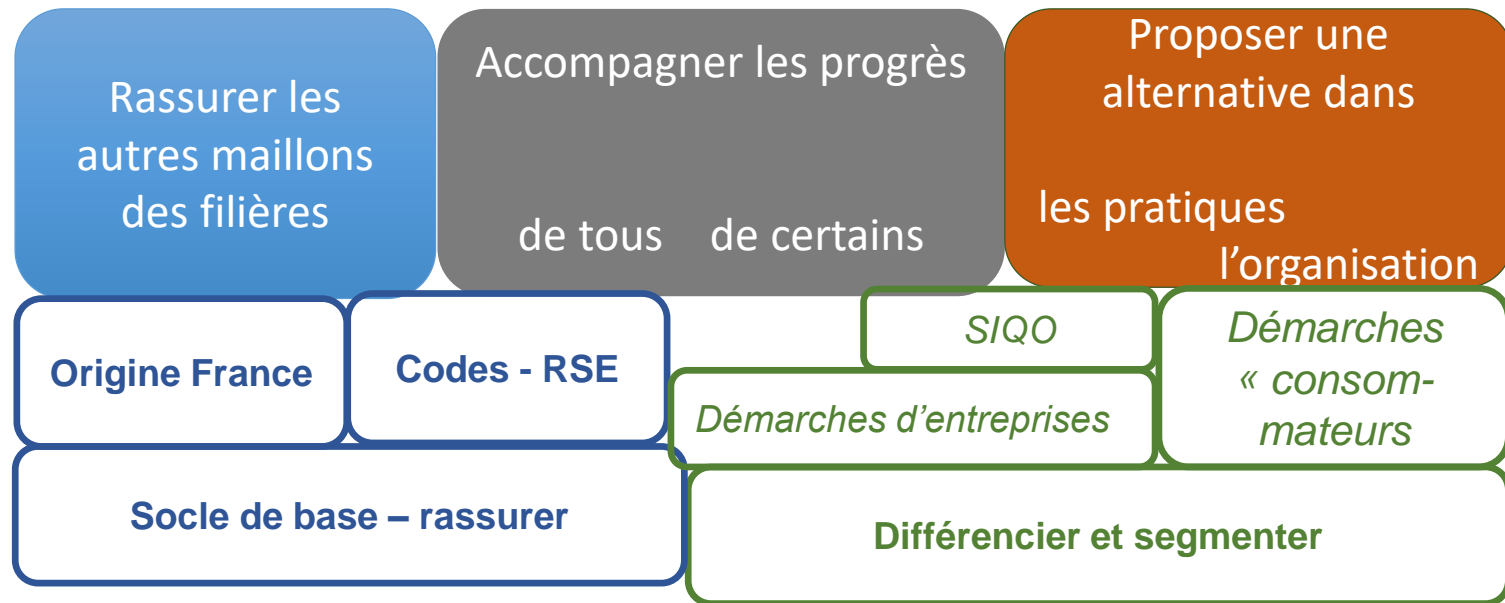 Rassurer les
autres maillons
des filières
Accompagner les progrès
de tous de certains
Proposer une
alternative dans
les pratiques
l’organisation
Origine France
Codes - RSE
SIQO
Démarches d’entreprises
Démarches
« consom-
mateurs
Socle de base – rassurer
Différencier et segmenter